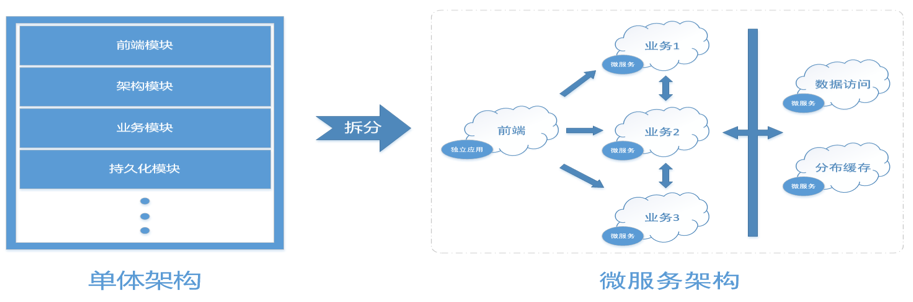 前端模块
架构模块
业务模块
持久化模块
单体架构
拆分
前端
独立应用
业务1
微服务
业务2
微服务
业务3
微服务
数据访问
微服务
分布缓存
微服务
微服务架构